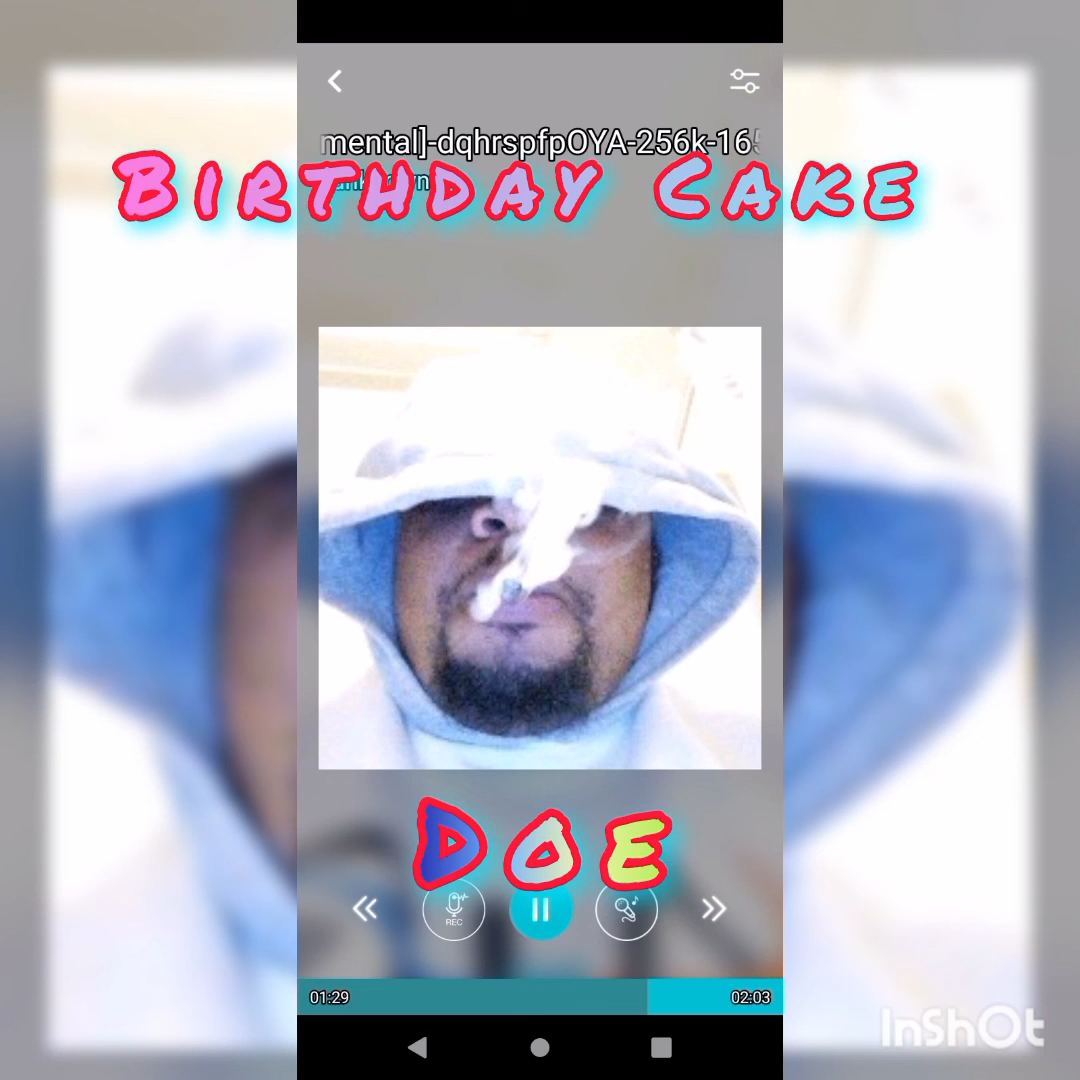 mental]-dqhrspfpOYA-256k-16
Birthday Cake
Doe
REC
01:29
02:03
InShOt